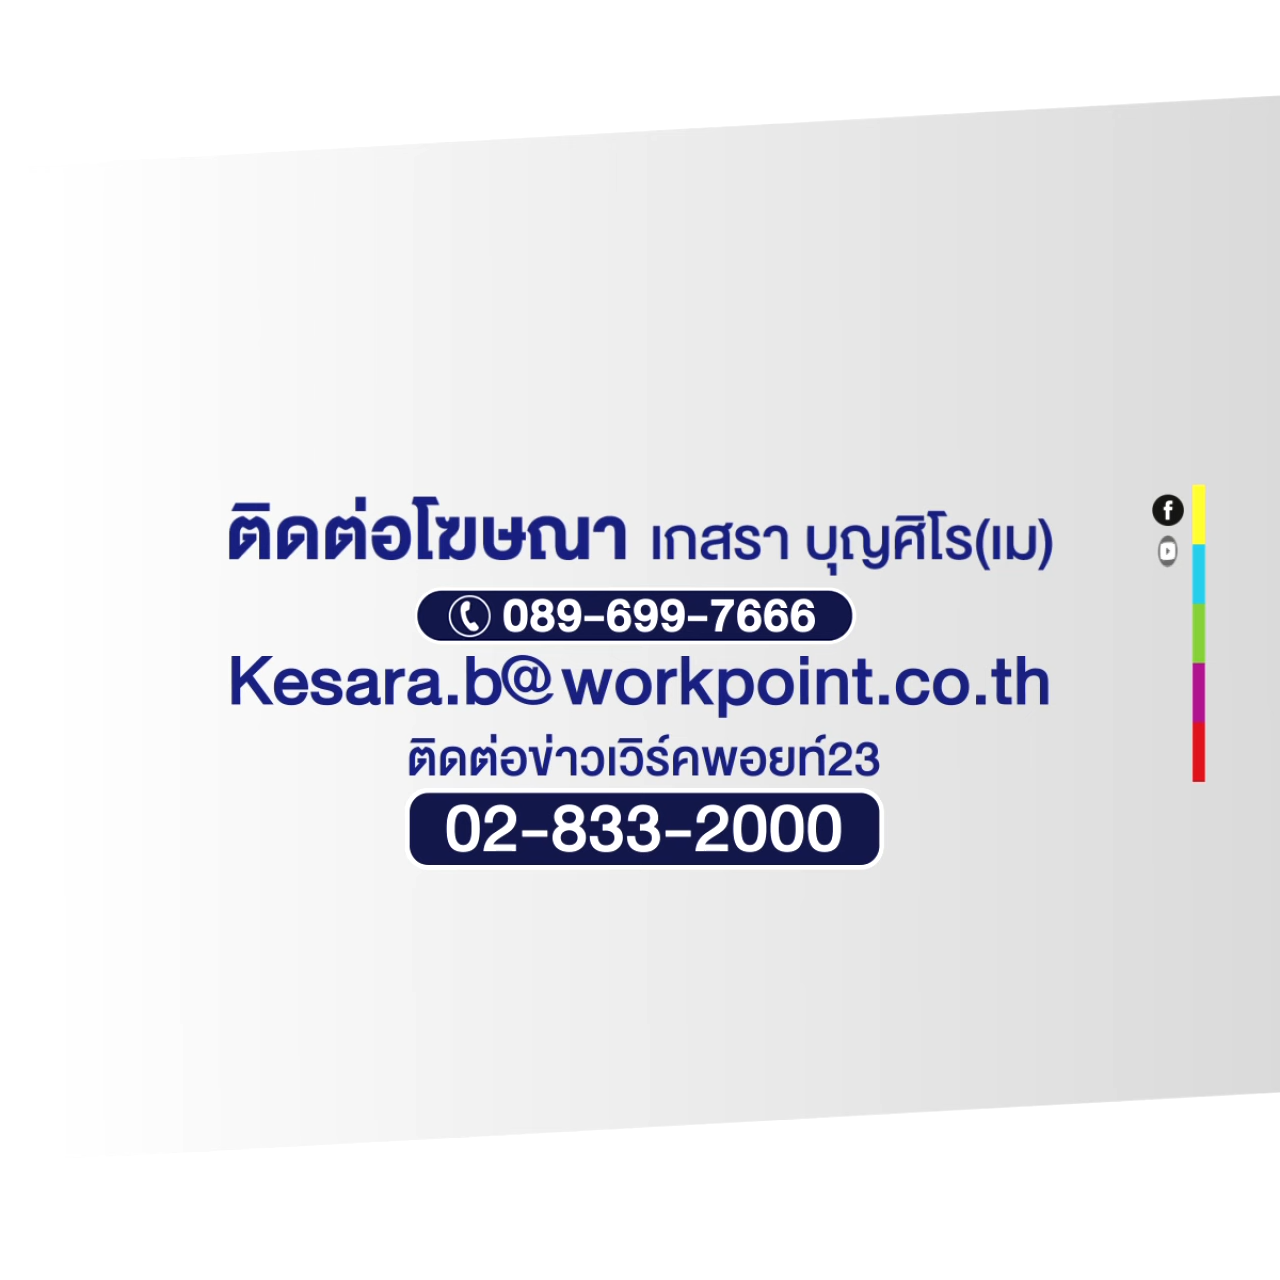 ติดต่อโฆษณา เกสรา บุญศิโร(เม)
089-699-7666
Kesara.b@workpoint.co.th
ติดต่อข่าวเวิร์คพอยท์23
02-833-2000